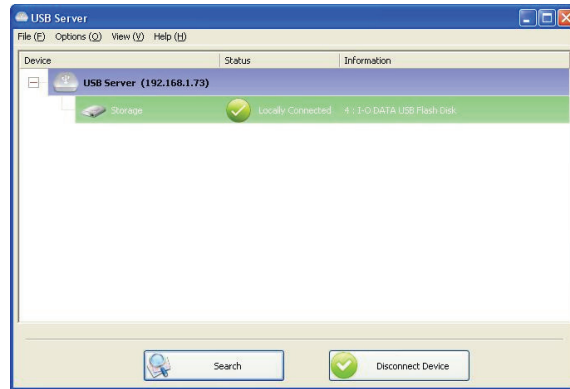 USB Server
File (F) Options (O) View (V) Help (H)
Device Status Information
USB Server (192.168.1.73)
Storage Locally Connected 4 : I-O DATA USB Flash Disk
Search Disconnect Device